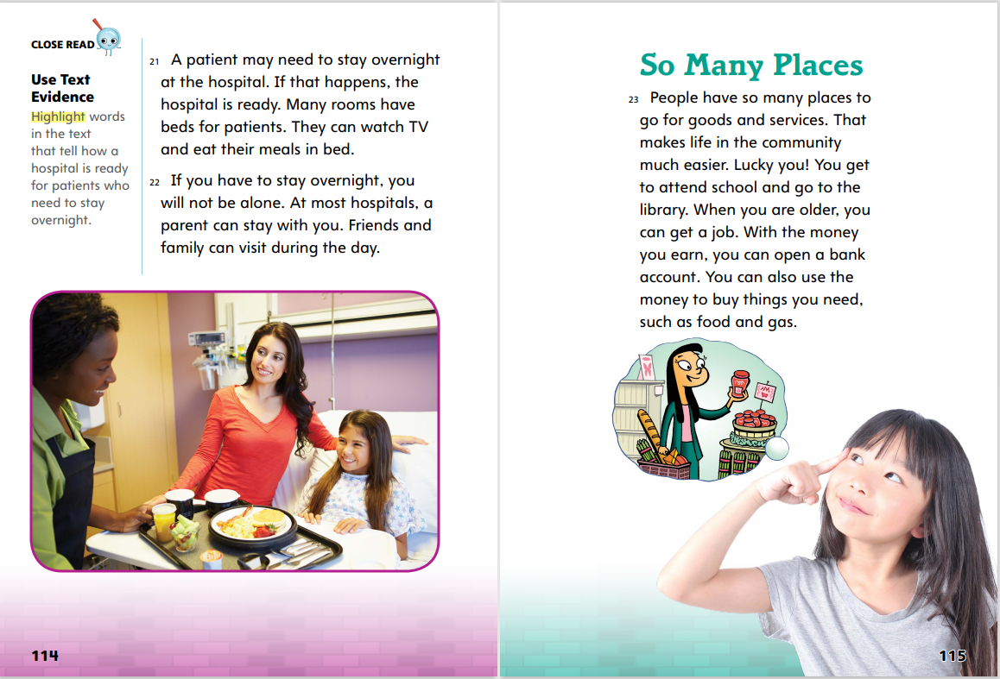 CLOSE READ
Use Text
Evidence
Highlight words
in the text
that tell how a
hospital is ready
for patients who
need to stay
overnight.
21 A patient may need to stay overnight
at the hospital. If that happens, the
hospital is ready. Many rooms have
beds for patients. They can watch TV
and eat their meals in bed.
22 If you have to stay overnight, you
will not be alone. At most hospitals, a
parent can stay with you. Friends and
family can visit during the day.
114
So Many Places
23 People have so many places to
go for goods and services. That
makes life in the community
much easier. Lucky you! You get
to attend school and go to the
library. When you are older, you
can get a job. With the money
you earn, you can open a bank
account. You can also use the
money to buy things you need,
such as food and gas.
115